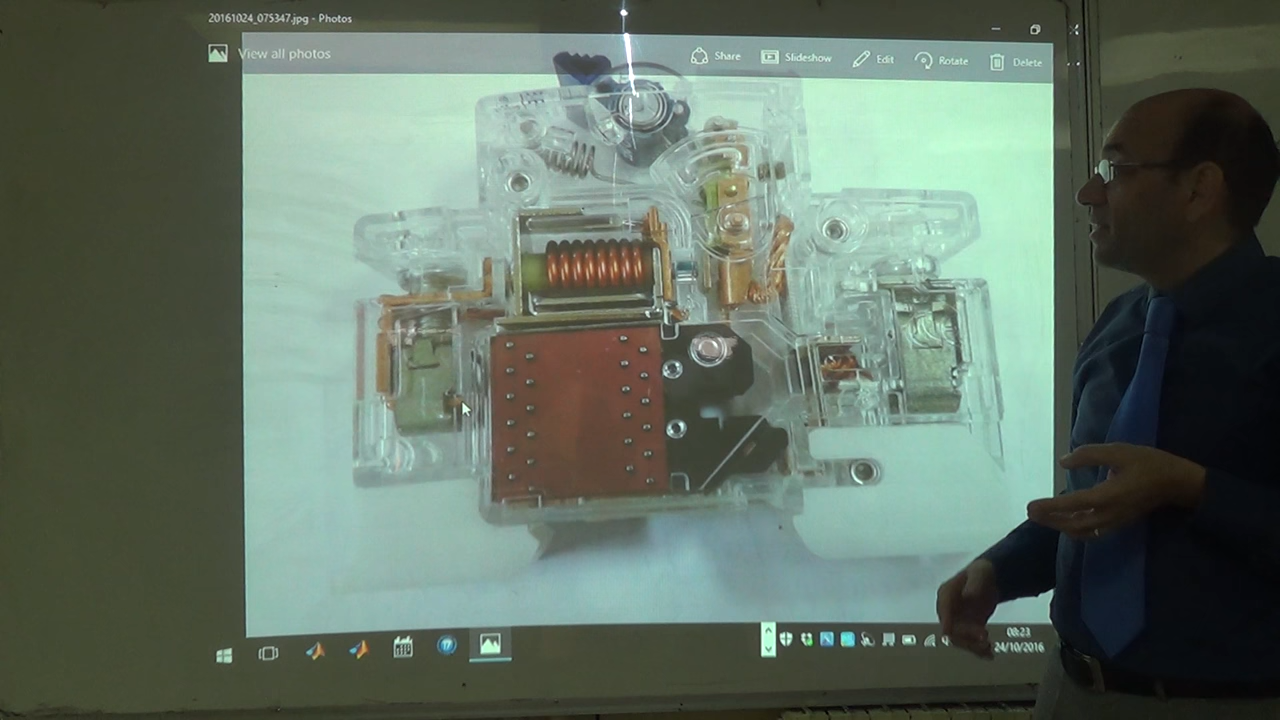 20161024_075347.jpg - Photos
View all photos
Share
Slideshow
Edit
Rotate
Delete
08:23
24/10/2016